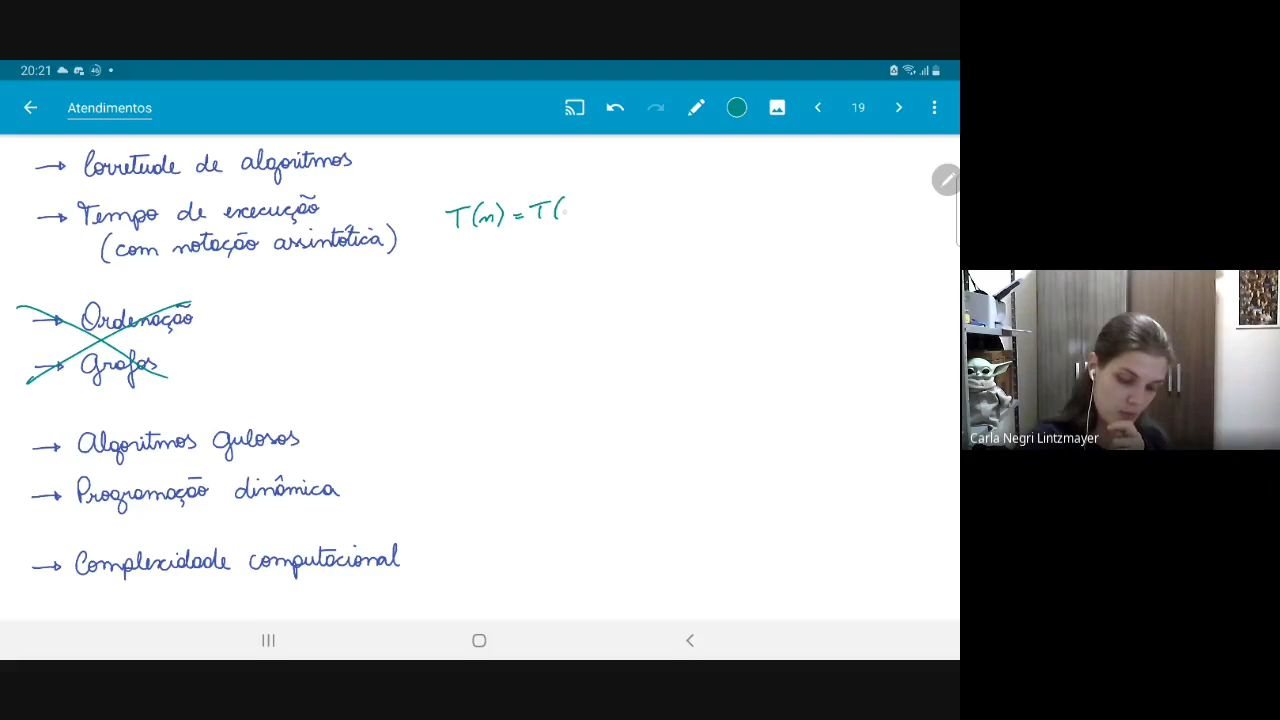 20:21
Atendimentos
19
→ Corretude de algoritmos
→ Tempo de execução
(com notação assintótica)
T(n) = T(
→ Ordenação
→ Grafos
→ Algoritmos gulosos
→ Programação dinâmica
→ Complexidade computacional
Carla Negri Lintzmayer